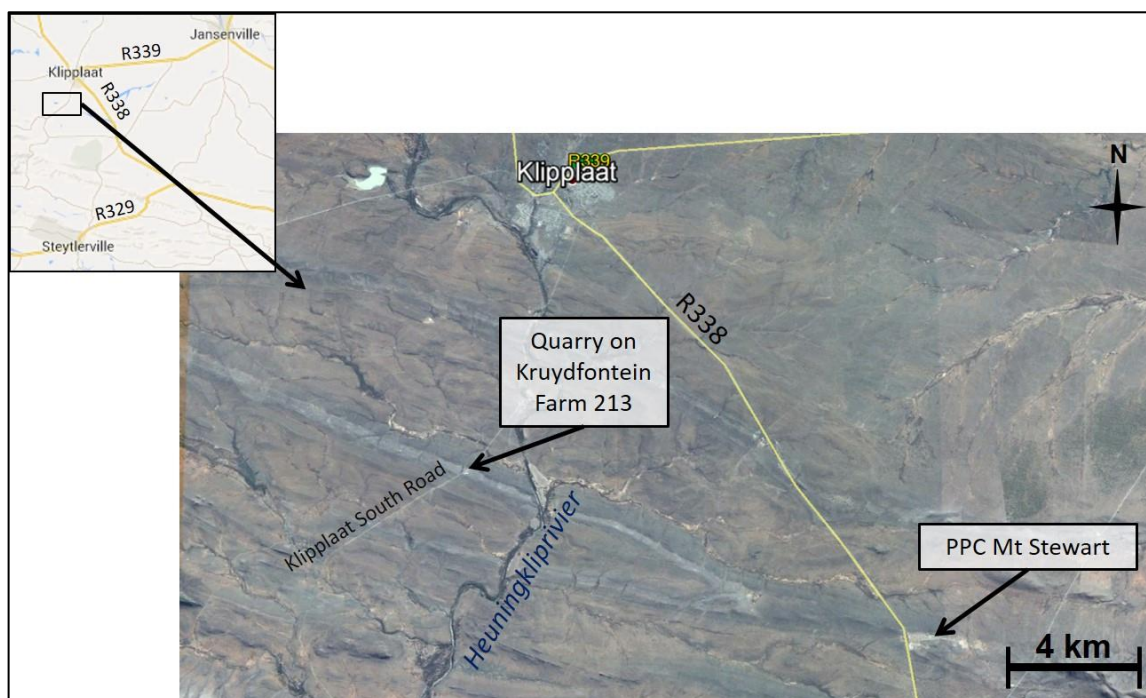 Jansenville
R339
Klipplaat
R338
R329
Steytlerville
R339
Klipplaat
N
R338
Quarry on
Kruydfontein
Farm 213
Klipplaat South Road
Heuningkliprivier
PPC Mt Stewart
4 km